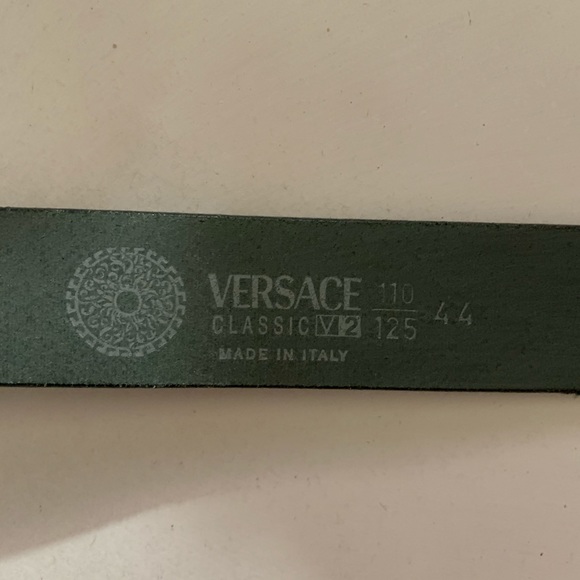 VERSACE
CLASSIC V2
MADE IN ITALY
110
125
44